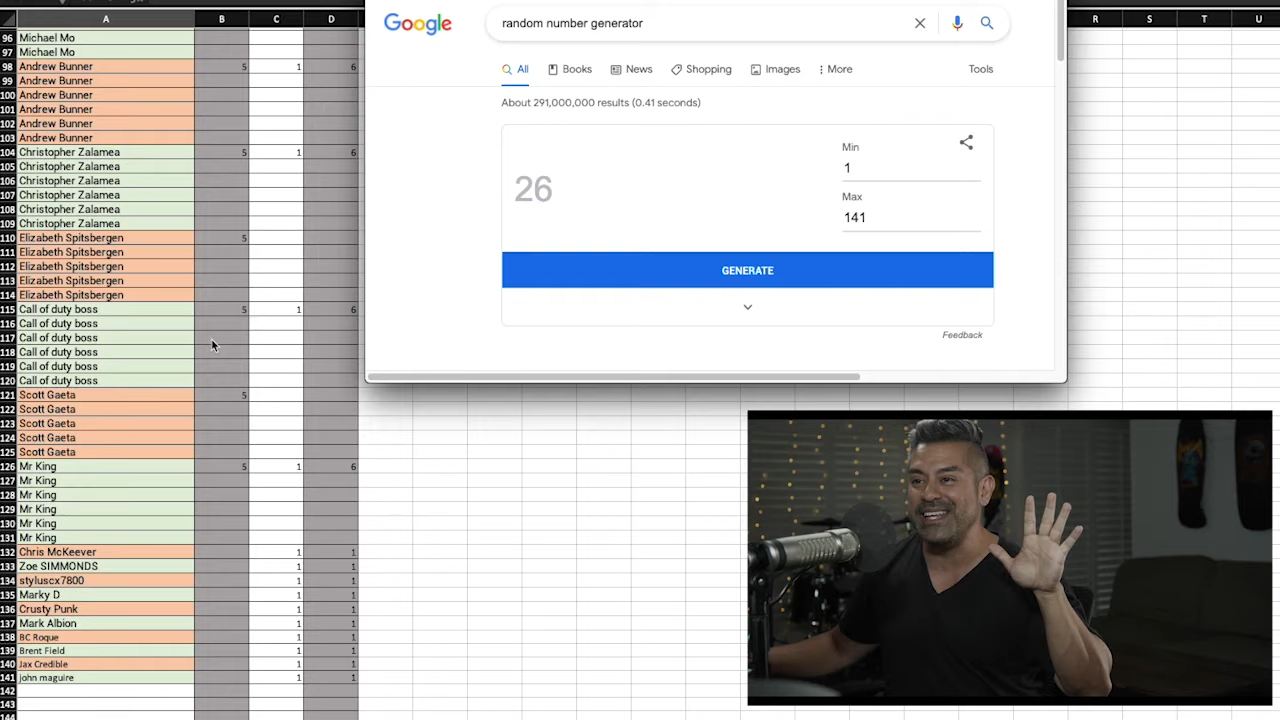 A B C D R S T U
96 Michael Mo
97 Michael Mo
98 Andrew Bunner 5 1 6
99 Andrew Bunner
100 Andrew Bunner
101 Andrew Bunner
102 Andrew Bunner
103 Andrew Bunner
104 Christopher Zalamea 5 1 6
105 Christopher Zalamea
106 Christopher Zalamea
107 Christopher Zalamea
108 Christopher Zalamea
109 Christopher Zalamea
110 Elizabeth Spitsbergen 5
111 Elizabeth Spitsbergen
112 Elizabeth Spitsbergen
113 Elizabeth Spitsbergen
114 Elizabeth Spitsbergen
115 Call of duty boss 5 1 6
116 Call of duty boss
117 Call of duty boss
118 Call of duty boss
119 Call of duty boss
120 Call of duty boss
121 Scott Gaeta 5
122 Scott Gaeta
123 Scott Gaeta
124 Scott Gaeta
125 Scott Gaeta
126 Mr King 5 1 6
127 Mr King
128 Mr King
129 Mr King
130 Mr King
131 Mr King
132 Chris McKeever 1 1
133 Zoe SIMMONDS 1 1
134 styluscx7800 1 1
135 Marky D 1 1
136 Crusty Punk 1 1
137 Mark Albion 1 1
138 BC Roque 1 1
139 Brent Field 1 1
140 Jax Credible 1 1
141 john maguire 1 1
142
143
144
Google random number generator
All Books News Shopping Images More Tools
About 291,000,000 results (0.41 seconds)
Min
1
26
Max
141
GENERATE
Feedback